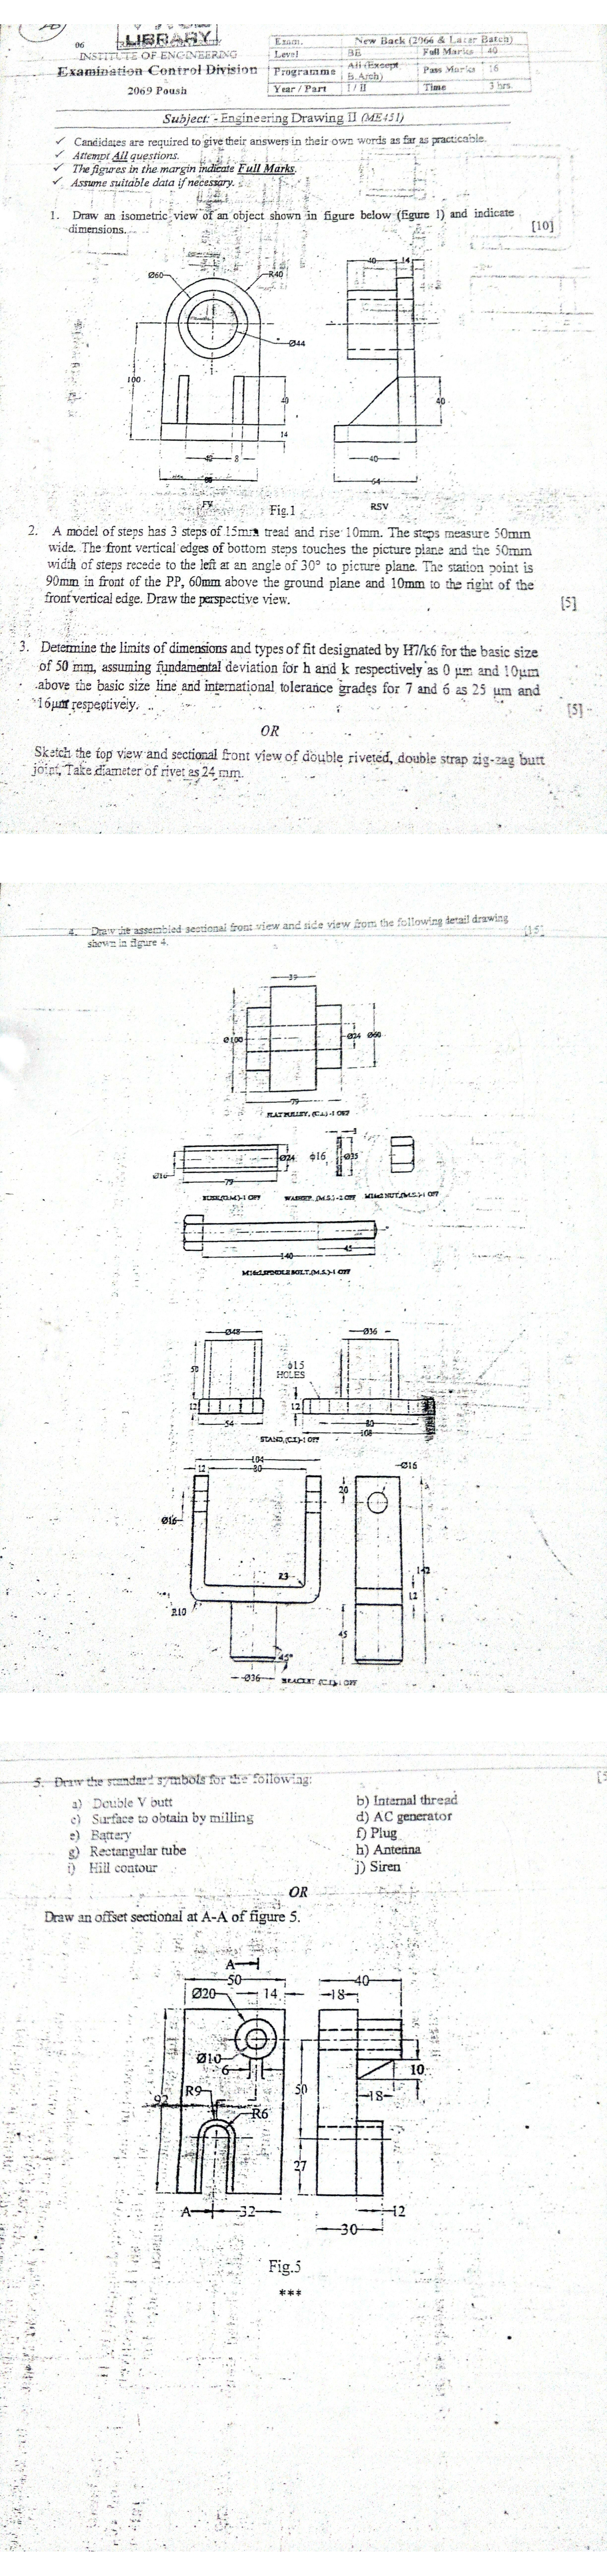 LIBRARY
06
INSTITUTE OF ENGINEERING
Examination Control Division
2069 Poush
Exam. New Back (2066 & Later Batch)
Level BE Full Marks 40
Programme All (Except B.Arch) Pass Marks 16
Year / Part I / II Time 3 hrs.
Subject: - Engineering Drawing II (ME451)
✓ Candidates are required to give their answers in their own words as far as practicable.
✓ Attempt All questions.
✓ The figures in the margin indicate Full Marks.
✓ Assume suitable data if necessary.
1. Draw an isometric view of an object shown in figure below (figure 1) and indicate
dimensions. [10]
40 14
Ø60 R40
Ø44
100
40
40
14
40 8
40
64
FV Fig.1 RSV
2. A model of steps has 3 steps of 15mm tread and rise 10mm. The steps measure 50mm
wide. The front vertical edges of bottom steps touches the picture plane and the 50mm
width of steps recede to the left at an angle of 30° to picture plane. The station point is
90mm in front of the PP, 60mm above the ground plane and 10mm to the right of the
front vertical edge. Draw the perspective view. [5]
3. Determine the limits of dimensions and types of fit designated by H7/k6 for the basic size
of 50 mm, assuming fundamental deviation for h and k respectively as 0 μm and 10μm
above the basic size line and international tolerance grades for 7 and 6 as 25 μm and
16μm respectively. [5]
OR
Sketch the top view and sectional front view of double riveted, double strap zig-zag butt
joint, Take diameter of rivet as 24 mm.
4. Draw the assembled sectional front view and side view from the following detail drawing
shown in figure 4. [15]
Ø100 Ø24 Ø60
79
FLAT PULLEY, (C.I.)-1 OFF
Ø16 Ø24 ϕ16 Ø35 3
79
BUSH,(G.M.)-1 OFF WASHER, (M.S.)-2 OFF M16x2 NUT,(M.S.)-1 OFF
45
140
M16x2,SPINDLE BOLT,(M.S.)-1 OFF
Ø48 Ø36
50
ϕ15
HOLES
12 12
54 80
108
STAND,(C.I.)-1 OFF
104
12 80 Ø16
20
Ø16
R3 142
12
R10
45
45°
Ø36 BRACKET (C.I.)-1 OFF
5. Draw the standard symbols for the following: [5
a) Double V butt b) Internal thread
c) Surface to obtain by milling d) AC generator
e) Battery f) Plug
g) Rectangular tube h) Antenna
i) Hill contour j) Siren
OR
Draw an offset sectional at A-A of figure 5.
A
50 40
Ø20 14 18
Ø10
6 10
R9 50 18
92
R6
27
A 32 12
30
Fig.5
***